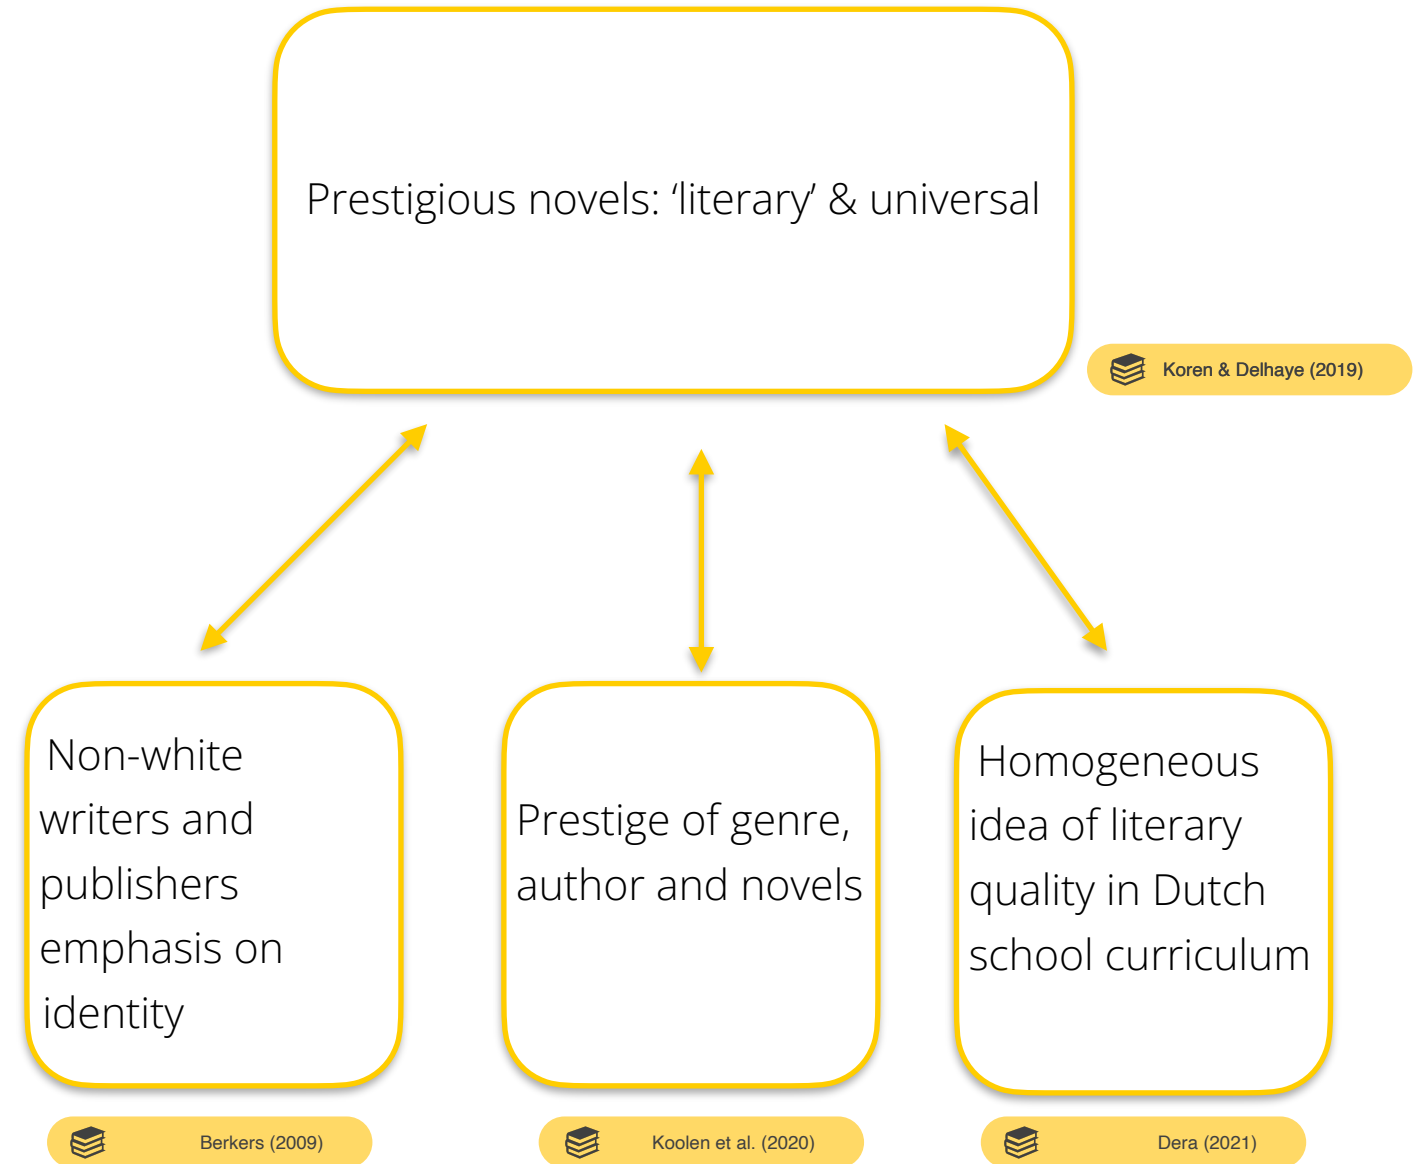 Prestigious novels: ‘literary’ & universal
Koren & Delhaye (2019)
Non-white
writers and
publishers
emphasis on
identity
Prestige of genre,
author and novels
Homogeneous
idea of literary
quality in Dutch
school curriculum
Berkers (2009)
Koolen et al. (2020)
Dera (2021)